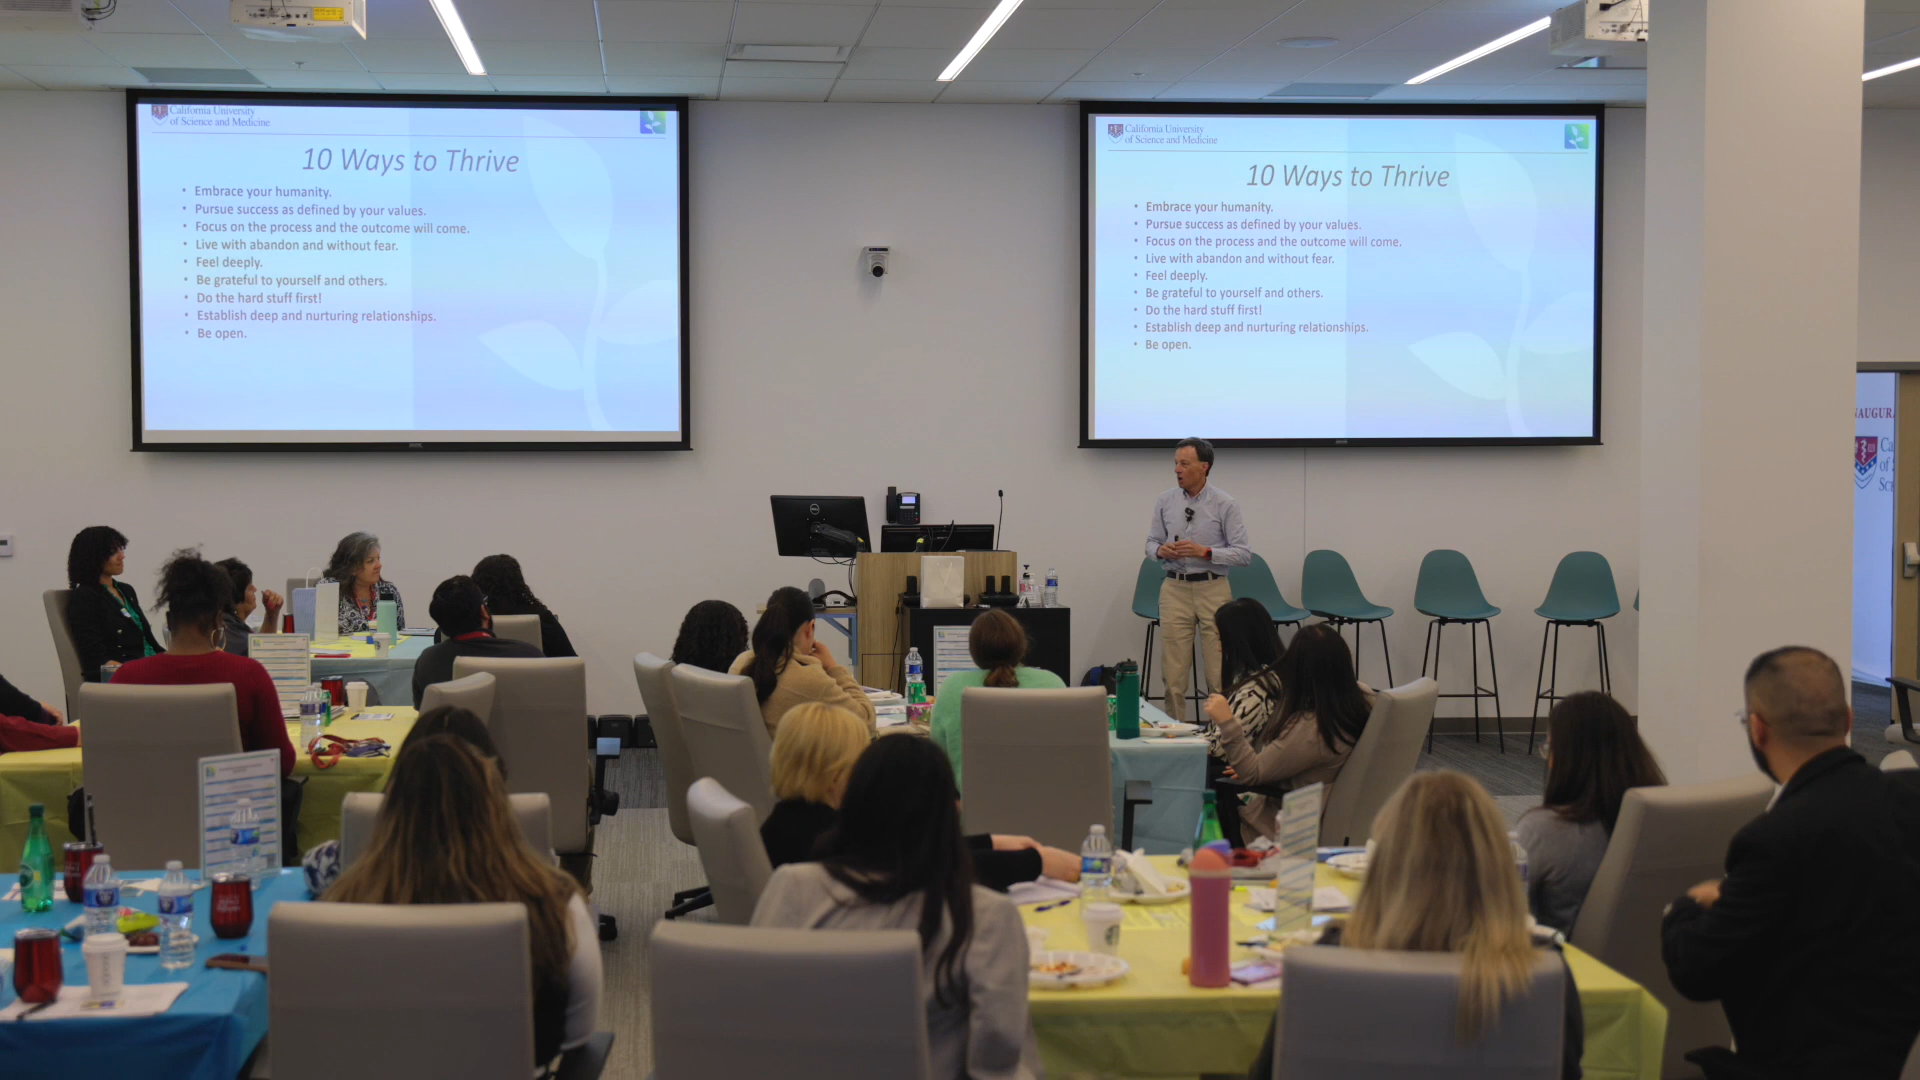 California University
of Science and Medicine
10 Ways to Thrive
• Embrace your humanity.
• Pursue success as defined by your values.
• Focus on the process and the outcome will come.
• Live with abandon and without fear.
• Feel deeply.
• Be grateful to yourself and others.
• Do the hard stuff first!
• Establish deep and nurturing relationships.
• Be open.
California University
of Science and Medicine
10 Ways to Thrive
• Embrace your humanity.
• Pursue success as defined by your values.
• Focus on the process and the outcome will come.
• Live with abandon and without fear.
• Feel deeply.
• Be grateful to yourself and others.
• Do the hard stuff first!
• Establish deep and nurturing relationships.
• Be open.
DELL
AUGUR
Ca
of
Sc